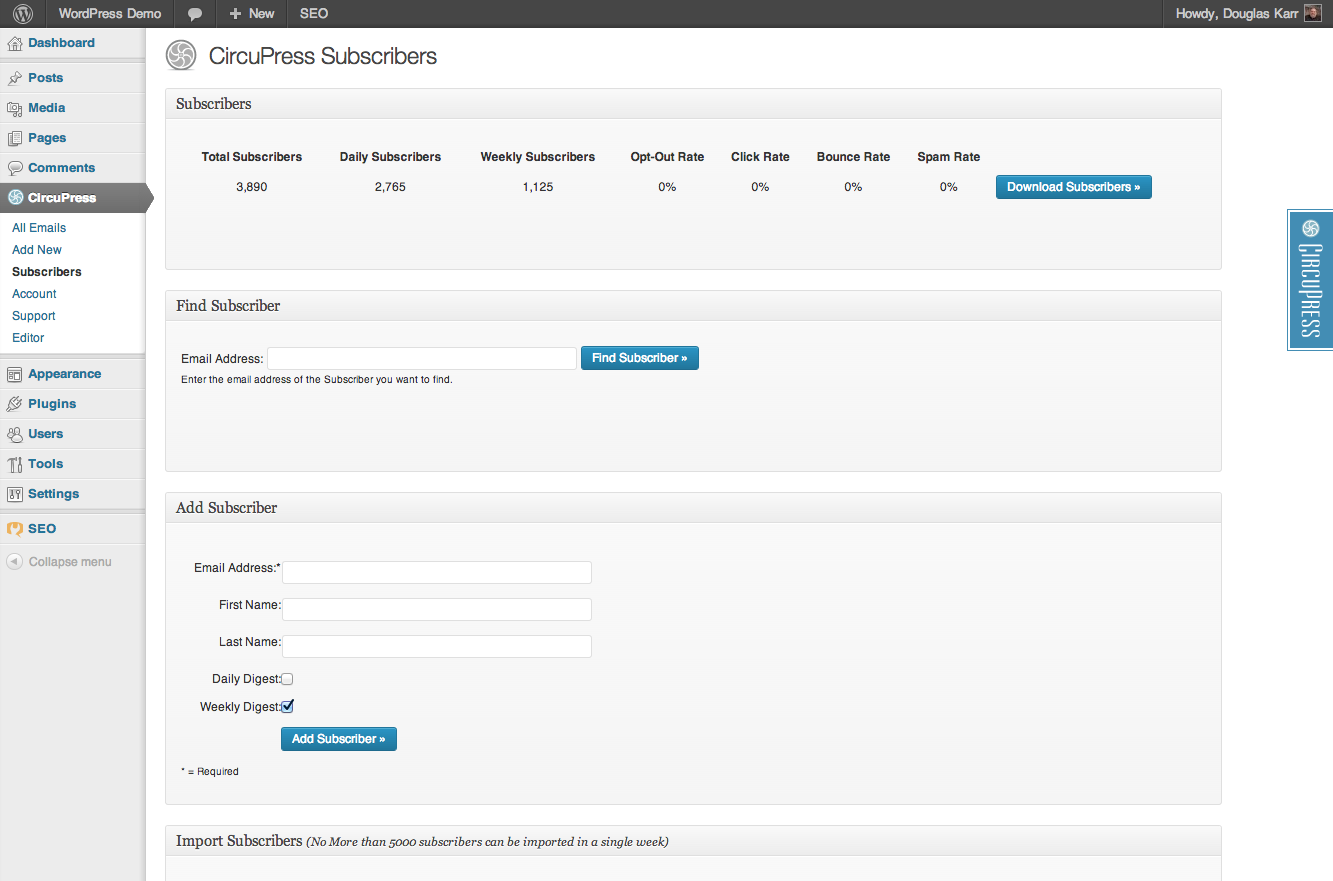 WordPress Demo
New
SEO
Howdy, Douglas Karr
Dashboard
Posts
Media
Pages
Comments
CircuPress
All Emails
Add New
Subscribers
Account
Support
Editor
Appearance
Plugins
Users
Tools
Settings
SEO
Collapse menu
CircuPress Subscribers
Subscribers
Total Subscribers Daily Subscribers Weekly Subscribers Opt-Out Rate Click Rate Bounce Rate Spam Rate
3,890 2,765 1,125 0% 0% 0% 0% Download Subscribers »
Find Subscriber
Email Address: Find Subscriber »
Enter the email address of the Subscriber you want to find.
Add Subscriber
Email Address:*
First Name:
Last Name:
Daily Digest:
Weekly Digest:
Add Subscriber »
* = Required
Import Subscribers (No More than 5000 subscribers can be imported in a single week)
CIRCUPRESS